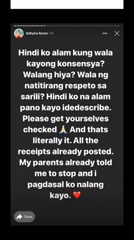 Hindi ko alam kung wala
kayong konsensya?
Walang hiya? Wala ng
natitirang respeto sa
sarili? Hindi ko na alam
pano kayo idedescribe.
Please get yourselves
checked 🙏 And thats
literally it. All the
receipts already posted.
My parents already told
me to stop and i
pagdasal ko nalang
kayo. ❤️
Send